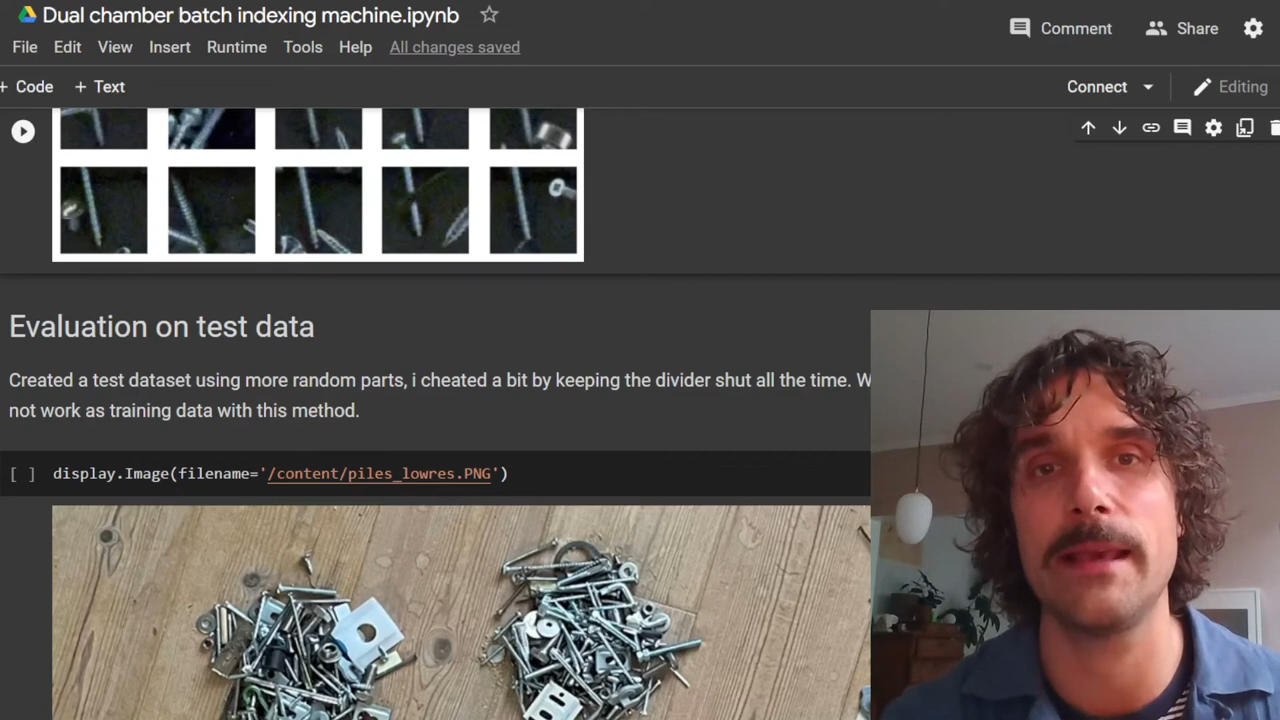 Dual chamber batch indexing machine.ipynb
Comment
Share
File Edit View Insert Runtime Tools Help All changes saved
+ Code + Text
Connect
Editing
Evaluation on test data
Created a test dataset using more random parts, i cheated a bit by keeping the divider shut all the time.
not work as training data with this method.
[ ] display.Image(filename='/content/piles_lowres.PNG')